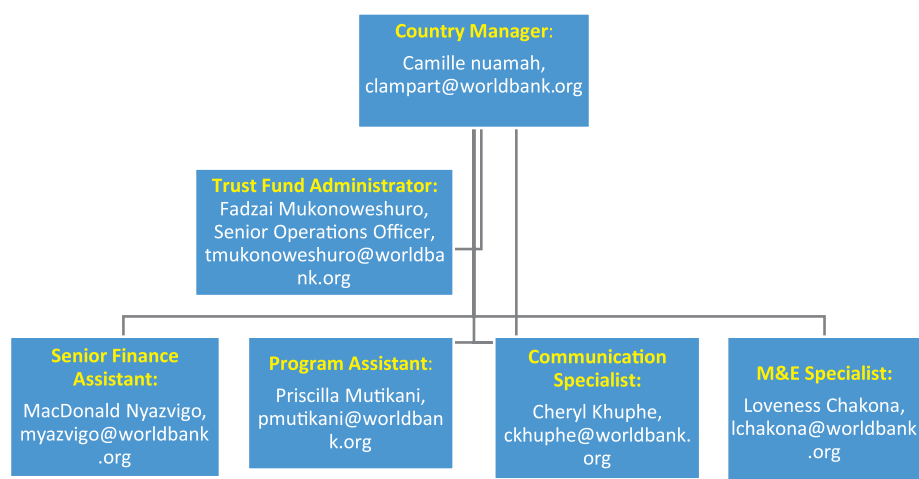 Country Manager:
Camille nuamah,
clampart@worldbank.org
Trust Fund Administrator:
Fadzai Mukonoweshuro,
Senior Operations Officer,
tmukonoweshuro@worldba
nk.org
Senior Finance
Assistant:
MacDonald Nyazvigo,
myazvigo@worldbank
.org
Program Assistant:
Priscilla Mutikani,
pmutikani@worldban
k.org
Communication
Specialist:
Cheryl Khuphe,
ckhuphe@worldbank.
org
M&E Specialist:
Loveness Chakona,
lchakona@worldbank
.org